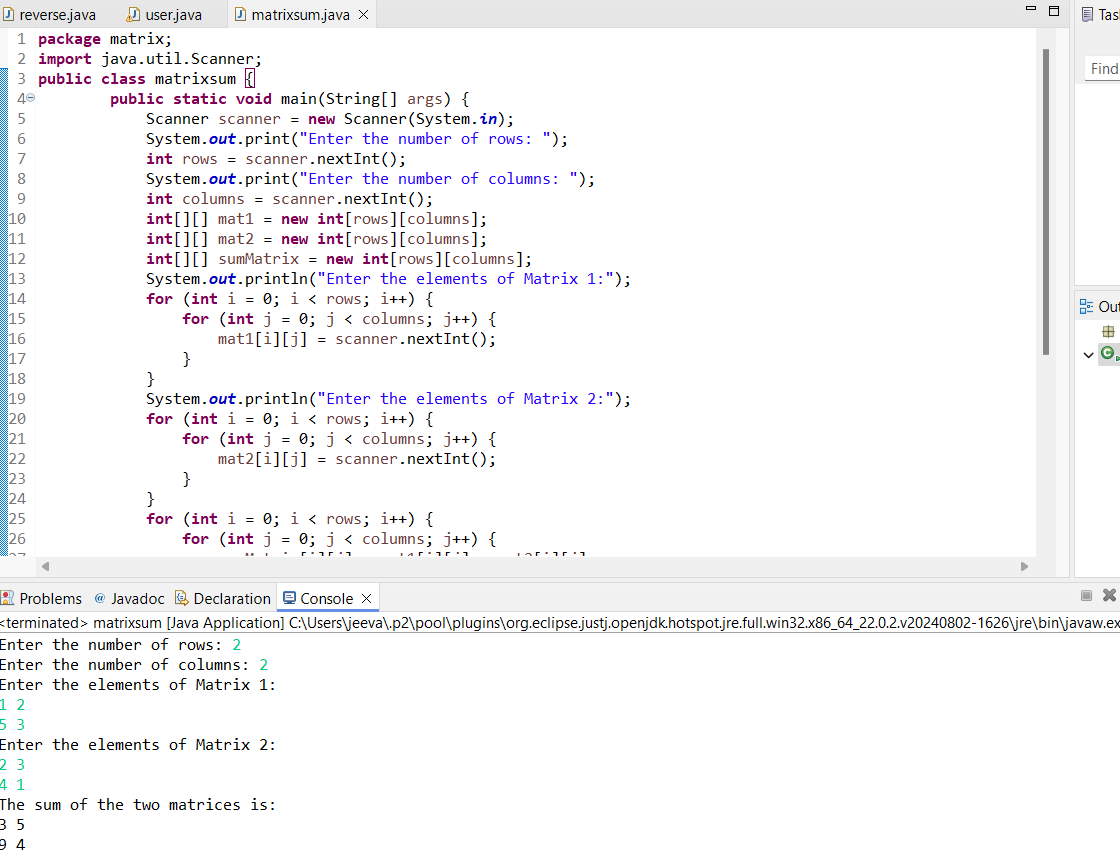 reverse.java user.java matrixsum.java
Tas
1 package matrix;
2 import java.util.Scanner;
3 public class matrixsum {
4 public static void main(String[] args) {
5 Scanner scanner = new Scanner(System.in);
6 System.out.print("Enter the number of rows: ");
7 int rows = scanner.nextInt();
8 System.out.print("Enter the number of columns: ");
9 int columns = scanner.nextInt();
10 int[][] mat1 = new int[rows][columns];
11 int[][] mat2 = new int[rows][columns];
12 int[][] sumMatrix = new int[rows][columns];
13 System.out.println("Enter the elements of Matrix 1:");
14 for (int i = 0; i < rows; i++) {
15 for (int j = 0; j < columns; j++) {
16 mat1[i][j] = scanner.nextInt();
17 }
18 }
19 System.out.println("Enter the elements of Matrix 2:");
20 for (int i = 0; i < rows; i++) {
21 for (int j = 0; j < columns; j++) {
22 mat2[i][j] = scanner.nextInt();
23 }
24 }
25 for (int i = 0; i < rows; i++) {
26 for (int j = 0; j < columns; j++) {
Find
Out
Problems @ Javadoc Declaration Console
<terminated> matrixsum [Java Application] C:\Users\jeeva\.p2\pool\plugins\org.eclipse.justj.openjdk.hotspot.jre.full.win32.x86_64_22.0.2.v20240802-1626\jre\bin\javaw.ex
Enter the number of rows: 2
Enter the number of columns: 2
Enter the elements of Matrix 1:
1 2
5 3
Enter the elements of Matrix 2:
2 3
4 1
The sum of the two matrices is:
3 5
9 4